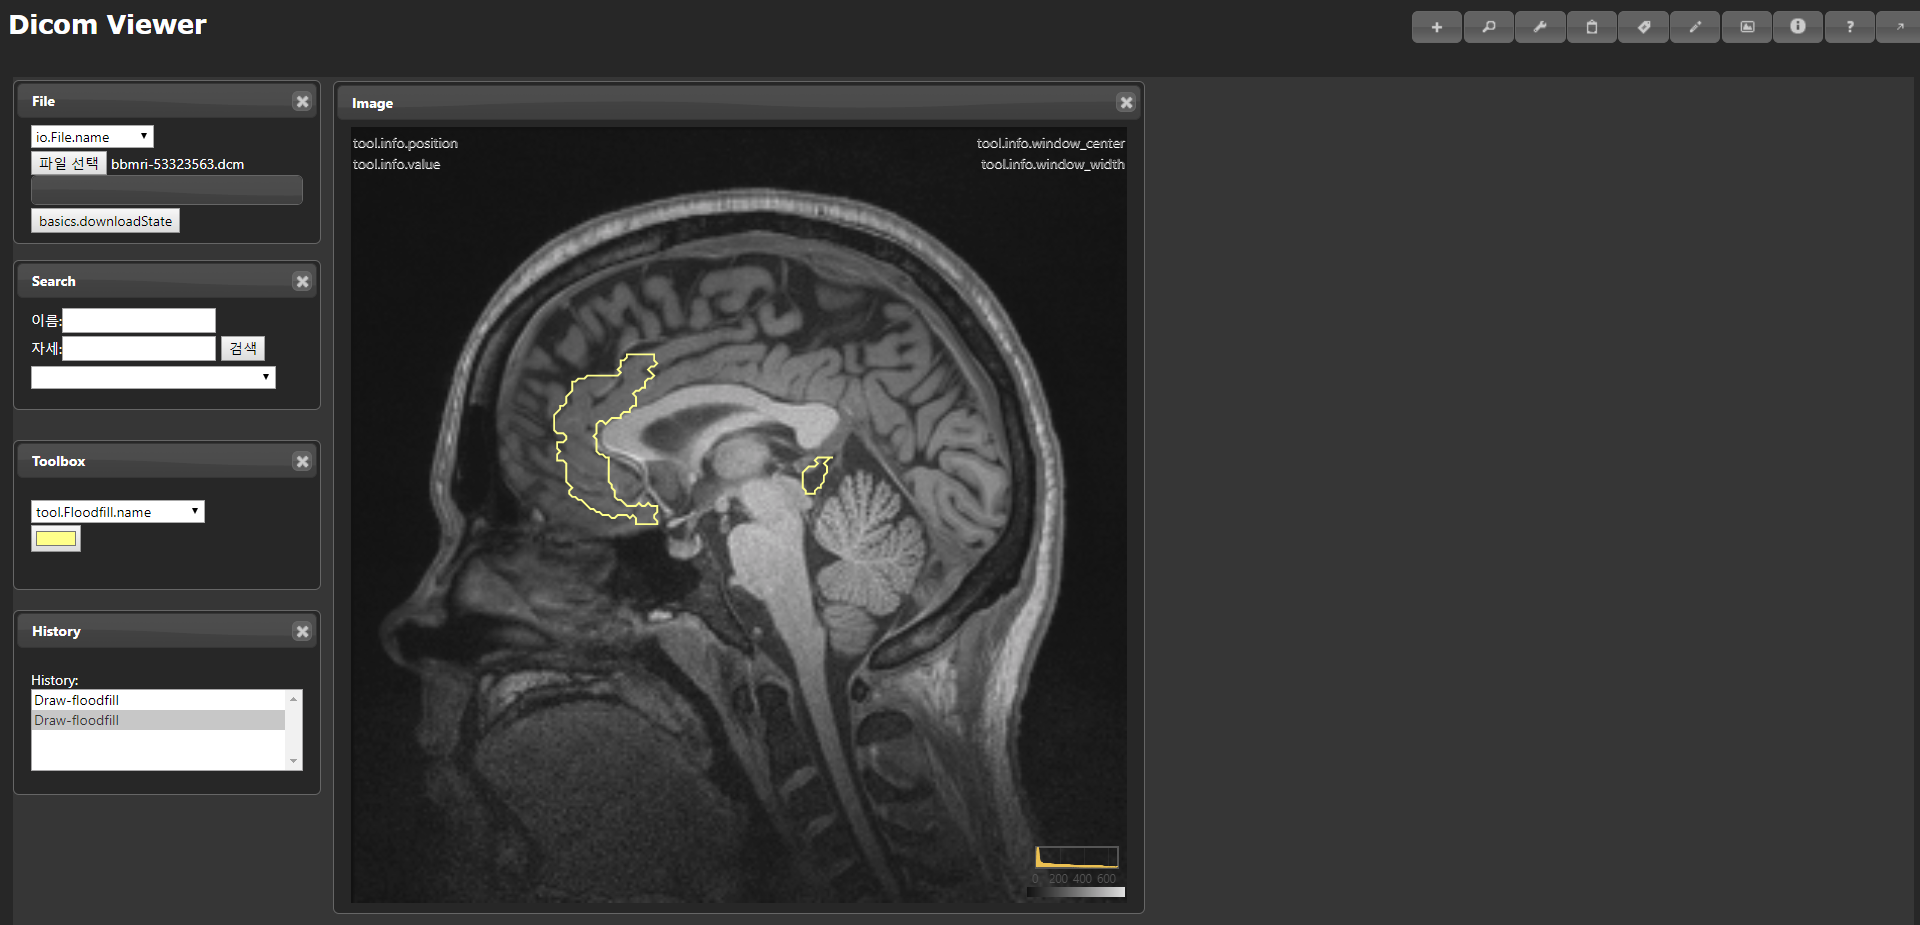 Dicom Viewer
?
File
io.File.name
파일 선택 bbmri-53323563.dcm
basics.downloadState
Search
이름:
자세: 검색
Toolbox
tool.Floodfill.name
History
History:
Draw-floodfill
Draw-floodfill
Image
tool.info.position
tool.info.value
tool.info.window_center
tool.info.window_width
0 200 400 600